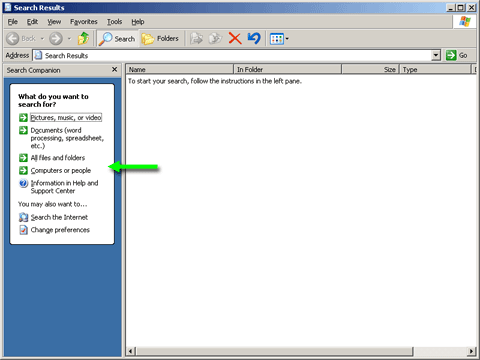 Search Results
File Edit View Favorites Tools Help
Back Search Folders
Address Search Results Go
Search Companion
What do you want to
search for?
Pictures, music, or video
Documents (word
processing, spreadsheet,
etc.)
All files and folders
Computers or people
Information in Help and
Support Center
You may also want to...
Search the Internet
Change preferences
Name In Folder Size Type D
To start your search, follow the instructions in the left pane.